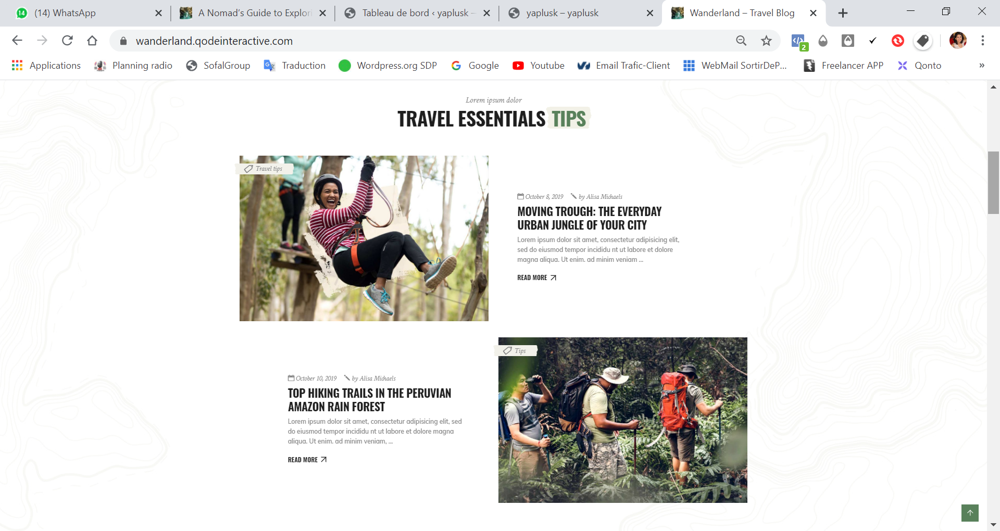 14
(14) WhatsApp
A Nomad's Guide to Explori
Tableau de bord ‹ yaplusk –
yaplusk – yaplusk
Wanderland – Travel Blog
wanderland.qodeinteractive.com
2
Applications
Planning radio
SofalGroup
Traduction
Wordpress.org SDP
Google
Youtube
Email Trafic-Client
WebMail SortirDeP...
Freelancer APP
Qonto
»
Lorem ipsum dolor
TRAVEL ESSENTIALS TIPS
Travel tips
October 8, 2019 by Alisa Michaels
MOVING TROUGH: THE EVERYDAY
URBAN JUNGLE OF YOUR CITY
Lorem ipsum dolor sit amet, consectetur adipisicing elit,
sed do eiusmod tempor incididu nt ut labore et dolore
magna aliqua. Ut enim. ad minim veniam ...
READ MORE
Tips
October 10, 2019 by Alisa Michaels
TOP HIKING TRAILS IN THE PERUVIAN
AMAZON RAIN FOREST
Lorem ipsum dolor sit amet, consectetur adipisicing elit, sed
do eiusmod tempor incididu nt ut labore et dolore magna
aliqua. Ut enim. ad minim veniam, ...
READ MORE